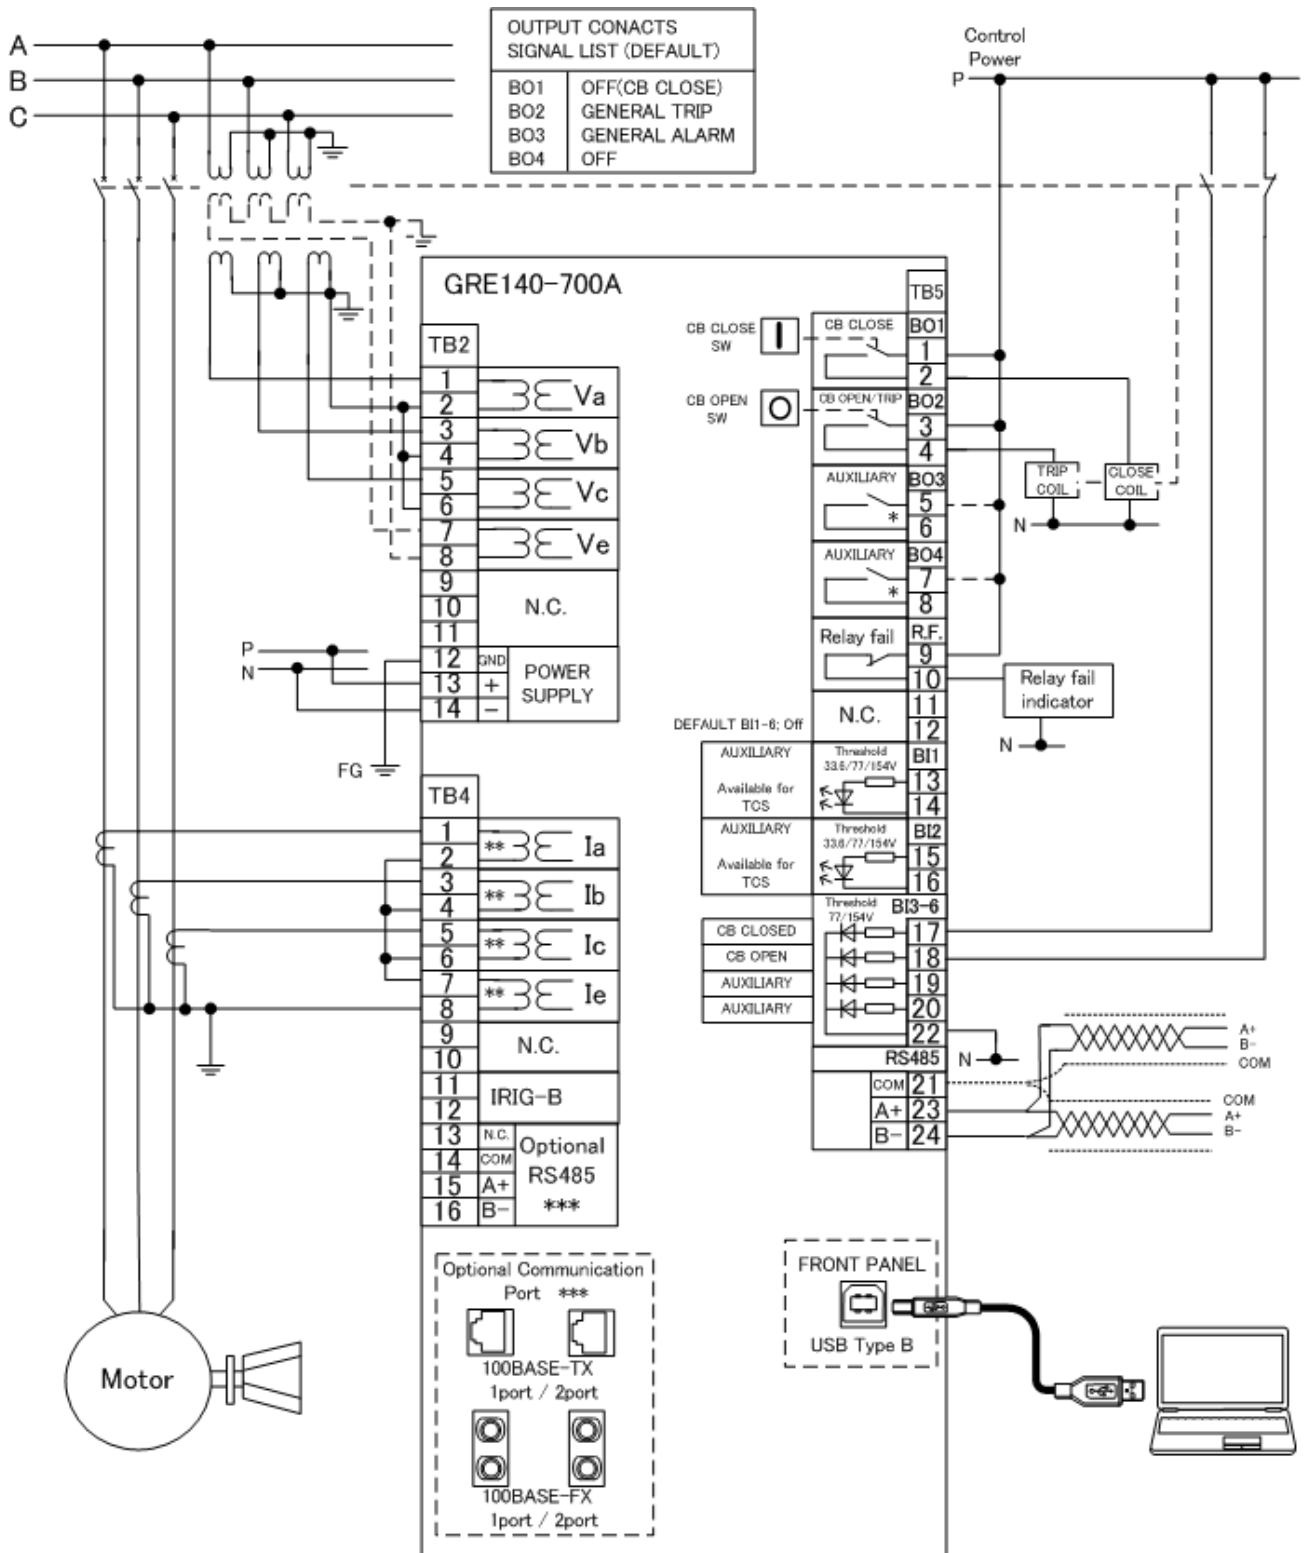 A
B
C
OUTPUT CONACTS
SIGNAL LIST (DEFAULT)
BO1 OFF(CB CLOSE)
BO2 GENERAL TRIP
BO3 GENERAL ALARM
BO4 OFF
Control
Power
P
GRE140-700A
TB2
1
2
Va
3
4
Vb
5
6
Vc
7
8
Ve
9
10
11
N.C.
12 GND
13 +
14 -
POWER
SUPPLY
P
N
FG
TB4
1
2
** Ia
3
4
** Ib
5
6
** Ic
7
8
** Ie
9
10
N.C.
11
12
IRIG-B
13 N.C.
14 COM
15 A+
16 B-
Optional
RS485
***
Optional Communication
Port ***
100BASE-TX
1port / 2port
100BASE-FX
1port / 2port
Motor
TB5
CB CLOSE
SW
CB CLOSE BO1
1
2
CB OPEN
SW
CB OPEN/TRIP BO2
3
4
AUXILIARY BO3
5
*
6
AUXILIARY BO4
7
*
8
Relay fail R.F.
9
10
N.C.
11
12
TRIP
COIL
CLOSE
COIL
N
Relay fail
indicator
N
DEFAULT BI1-6; Off
AUXILIARY
Available for
TCS
Threshold
33.6/77/154V
BI1
13
14
AUXILIARY
Available for
TCS
Threshold
33.6/77/154V
BI2
15
16
Threshold
77/154V
BI3-6
CB CLOSED 17
CB OPEN 18
AUXILIARY 19
AUXILIARY 20
22
N
RS485
COM 21
A+ 23
B- 24
A+
B-
COM
COM
A+
B-
FRONT PANEL
USB Type B